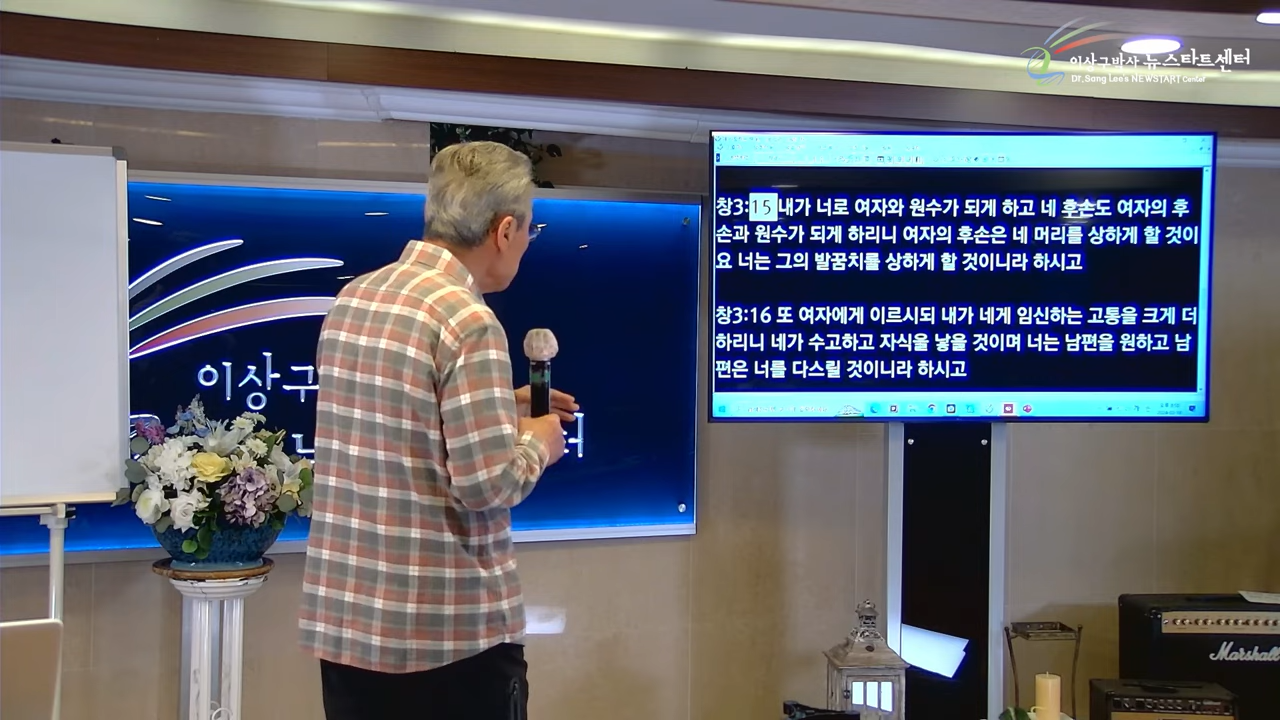 이상구박사 뉴스타트센터
Dr.Sang Lee's NEWSTART Center
창3:15 내가 너로 여자와 원수가 되게 하고 네 후손도 여자의 후
손과 원수가 되게 하리니 여자의 후손은 네 머리를 상하게 할 것이
요 너는 그의 발꿈치를 상하게 할 것이니라 하시고
창3:16 또 여자에게 이르시되 내가 네게 임신하는 고통을 크게 더
하리니 네가 수고하고 자식을 낳을 것이며 너는 남편을 원하고 남
편은 너를 다스릴 것이니라 하시고
이상구
터
Marshall